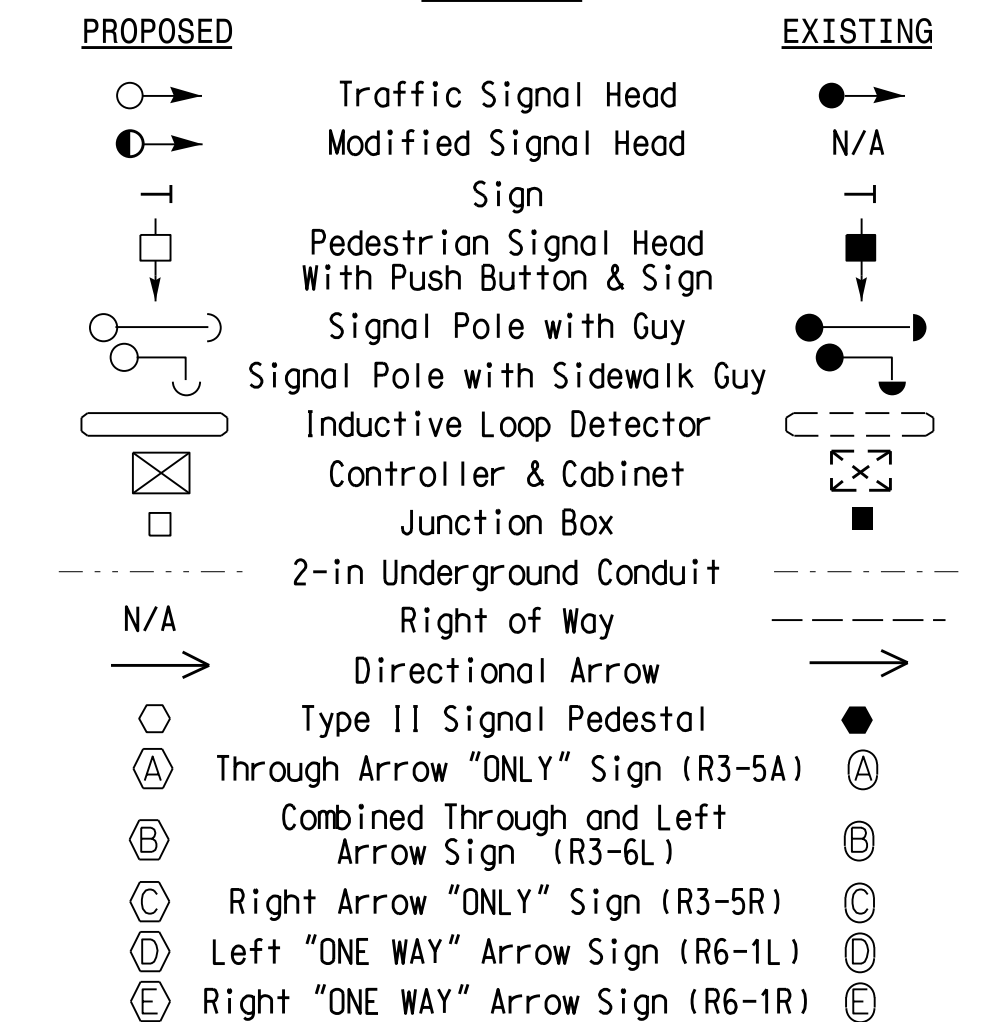 PROPOSED EXISTING
Traffic Signal Head
Modified Signal Head N/A
Sign
Pedestrian Signal Head
With Push Button & Sign
Signal Pole with Guy
Signal Pole with Sidewalk Guy
Inductive Loop Detector
Controller & Cabinet
Junction Box
2-in Underground Conduit
N/A Right of Way
Directional Arrow
Type II Signal Pedestal
A Through Arrow "ONLY" Sign (R3-5A) A
Combined Through and Left
B Arrow Sign (R3-6L) B
C Right Arrow "ONLY" Sign (R3-5R) C
D Left "ONE WAY" Arrow Sign (R6-1L) D
E Right "ONE WAY" Arrow Sign (R6-1R) E